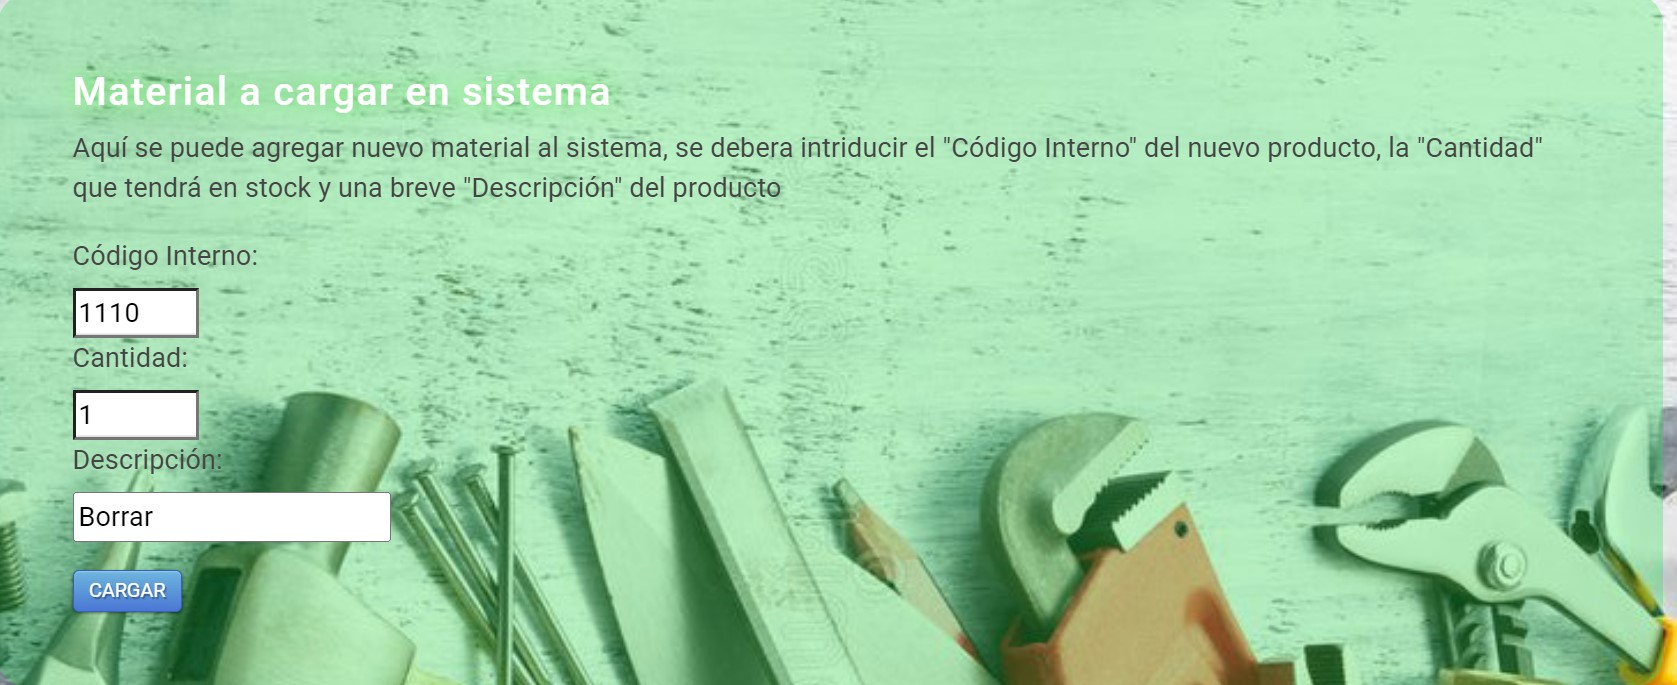 Material a cargar en sistema
Aquí se puede agregar nuevo material al sistema, se debera intriducir el "Código Interno" del nuevo producto, la "Cantidad"
que tendrá en stock y una breve "Descripción" del producto
Código Interno:
1110
Cantidad:
1
Descripción:
Borrar
CARGAR